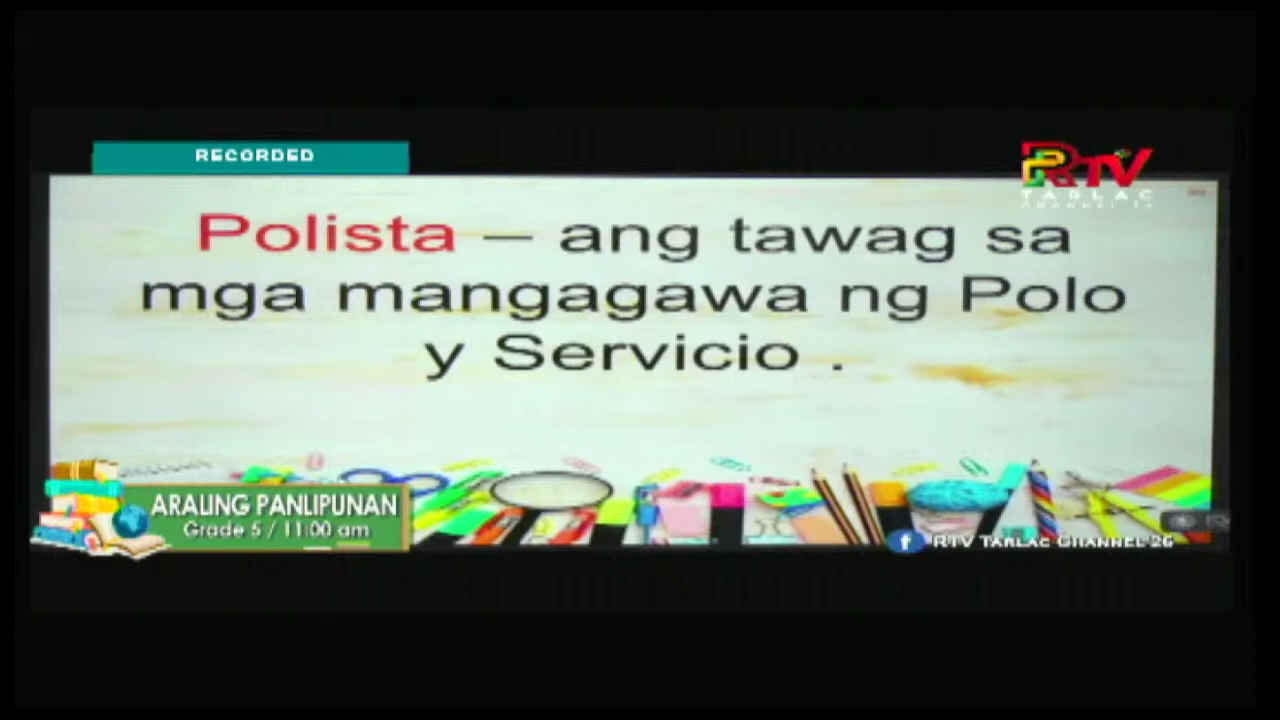 RECORDED
RTV
TARLAC
Polista – ang tawag sa
mga mangagawa ng Polo
y Servicio .
ARALING PANLIPUNAN
Grade 5 / 11:00 am
RTV TARLAC CHANNEL 26